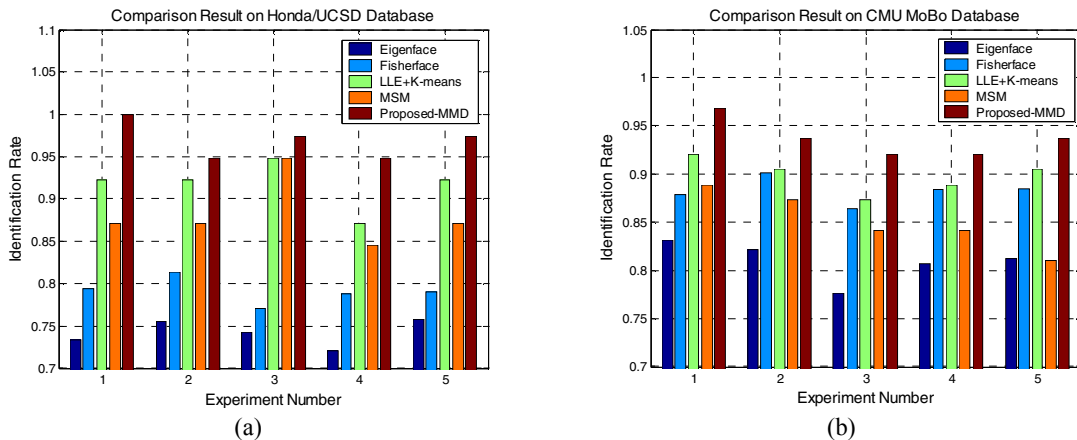 Comparison Result on Honda/UCSD Database
1.1
1.05
1
0.95
0.9
0.85
0.8
0.75
0.7
Identification Rate
Eigenface
Fisherface
LLE+K-means
MSM
Proposed-MMD
1 2 3 4 5
Experiment Number
(a)
Comparison Result on CMU MoBo Database
1.05
1
0.95
0.9
0.85
0.8
0.75
0.7
Identification Rate
Eigenface
Fisherface
LLE+K-means
MSM
Proposed-MMD
1 2 3 4 5
Experiment Number
(b)